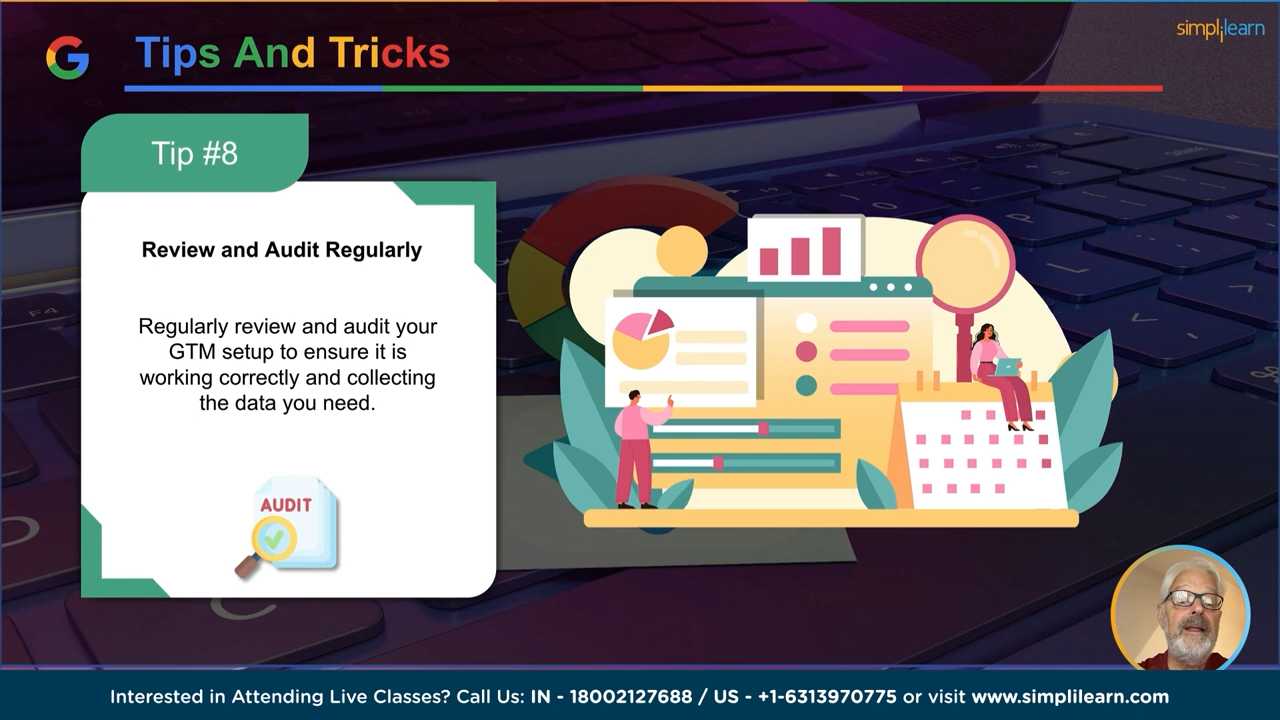 Tips And Tricks
simplilearn
Tip #8
Review and Audit Regularly
Regularly review and audit your
GTM setup to ensure it is
working correctly and collecting
the data you need.
AUDIT
F4
Interested in Attending Live Classes? Call Us: IN - 18002127688 / US - +1-6313970775 or visit www.simplilearn.com